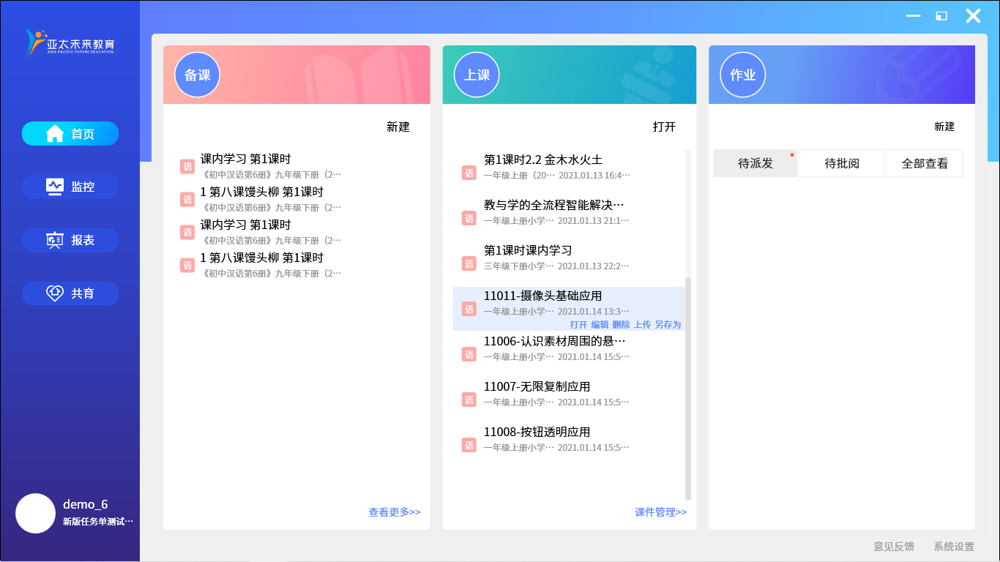 亚太未来教育
ASIA PACIFIC FUTURE EDUCATION
首页
监控
报表
共育
demo_6
新版任务单测试…
备课
新建
语
课内学习 第1课时
《初中汉语第6册》九年级下册（2…
语
1 第八课馒头柳 第1课时
《初中汉语第6册》九年级下册（2…
语
课内学习 第1课时
《初中汉语第6册》九年级下册（2…
语
1 第八课馒头柳 第1课时
《初中汉语第6册》九年级下册（2…
查看更多>>
上课
打开
语
第1课时2.2 金木水火土
一年级上册（20… 2021.01.13 16:4…
语
教与学的全流程智能解决…
一年级上册小学… 2021.01.13 21:1…
语
第1课时课内学习
三年级下册小学… 2021.01.13 22:2…
语
11011-摄像头基础应用
一年级上册小学… 2021.01.14 13:3…
打开 编辑 删除 上传 另存为
语
11006-认识素材周围的悬…
一年级上册小学… 2021.01.14 15:5…
语
11007-无限复制应用
一年级上册小学… 2021.01.14 15:5…
语
11008-按钮透明应用
一年级上册小学… 2021.01.14 15:5…
课件管理>>
作业
新建
待派发 待批阅 全部查看
意见反馈 系统设置